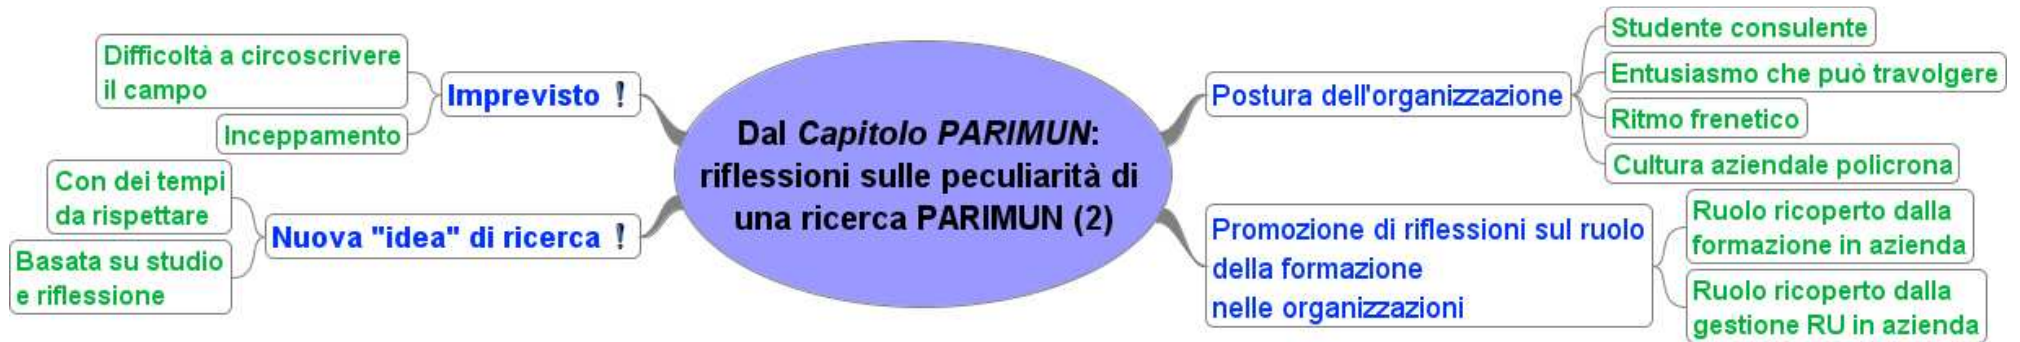 Dal Capitolo PARIMUN:
riflessioni sulle peculiarità di
una ricerca PARIMUN (2)
Imprevisto !
Difficoltà a circoscrivere
il campo
Inceppamento
Nuova "idea" di ricerca !
Con dei tempi
da rispettare
Basata su studio
e riflessione
Postura dell'organizzazione
Studente consulente
Entusiasmo che può travolgere
Ritmo frenetico
Cultura aziendale policrona
Promozione di riflessioni sul ruolo
della formazione
nelle organizzazioni
Ruolo ricoperto dalla
formazione in azienda
Ruolo ricoperto dalla
gestione RU in azienda